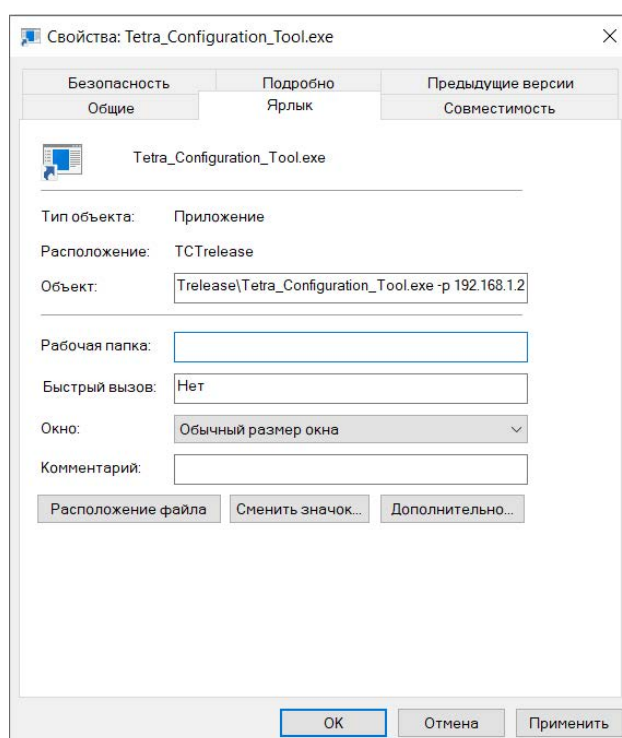 Свойства: Tetra_Configuration_Tool.exe
Безопасность Подробно Предыдущие версии
Общие Ярлык Совместимость
Tetra_Configuration_Tool.exe
Тип объекта: Приложение
Расположение: TCTrelease
Объект: Trelease\Tetra_Configuration_Tool.exe -p 192.168.1.2
Рабочая папка:
Быстрый вызов: Нет
Окно: Обычный размер окна
Комментарий:
Расположение файла Сменить значок... Дополнительно...
ОК Отмена Применить